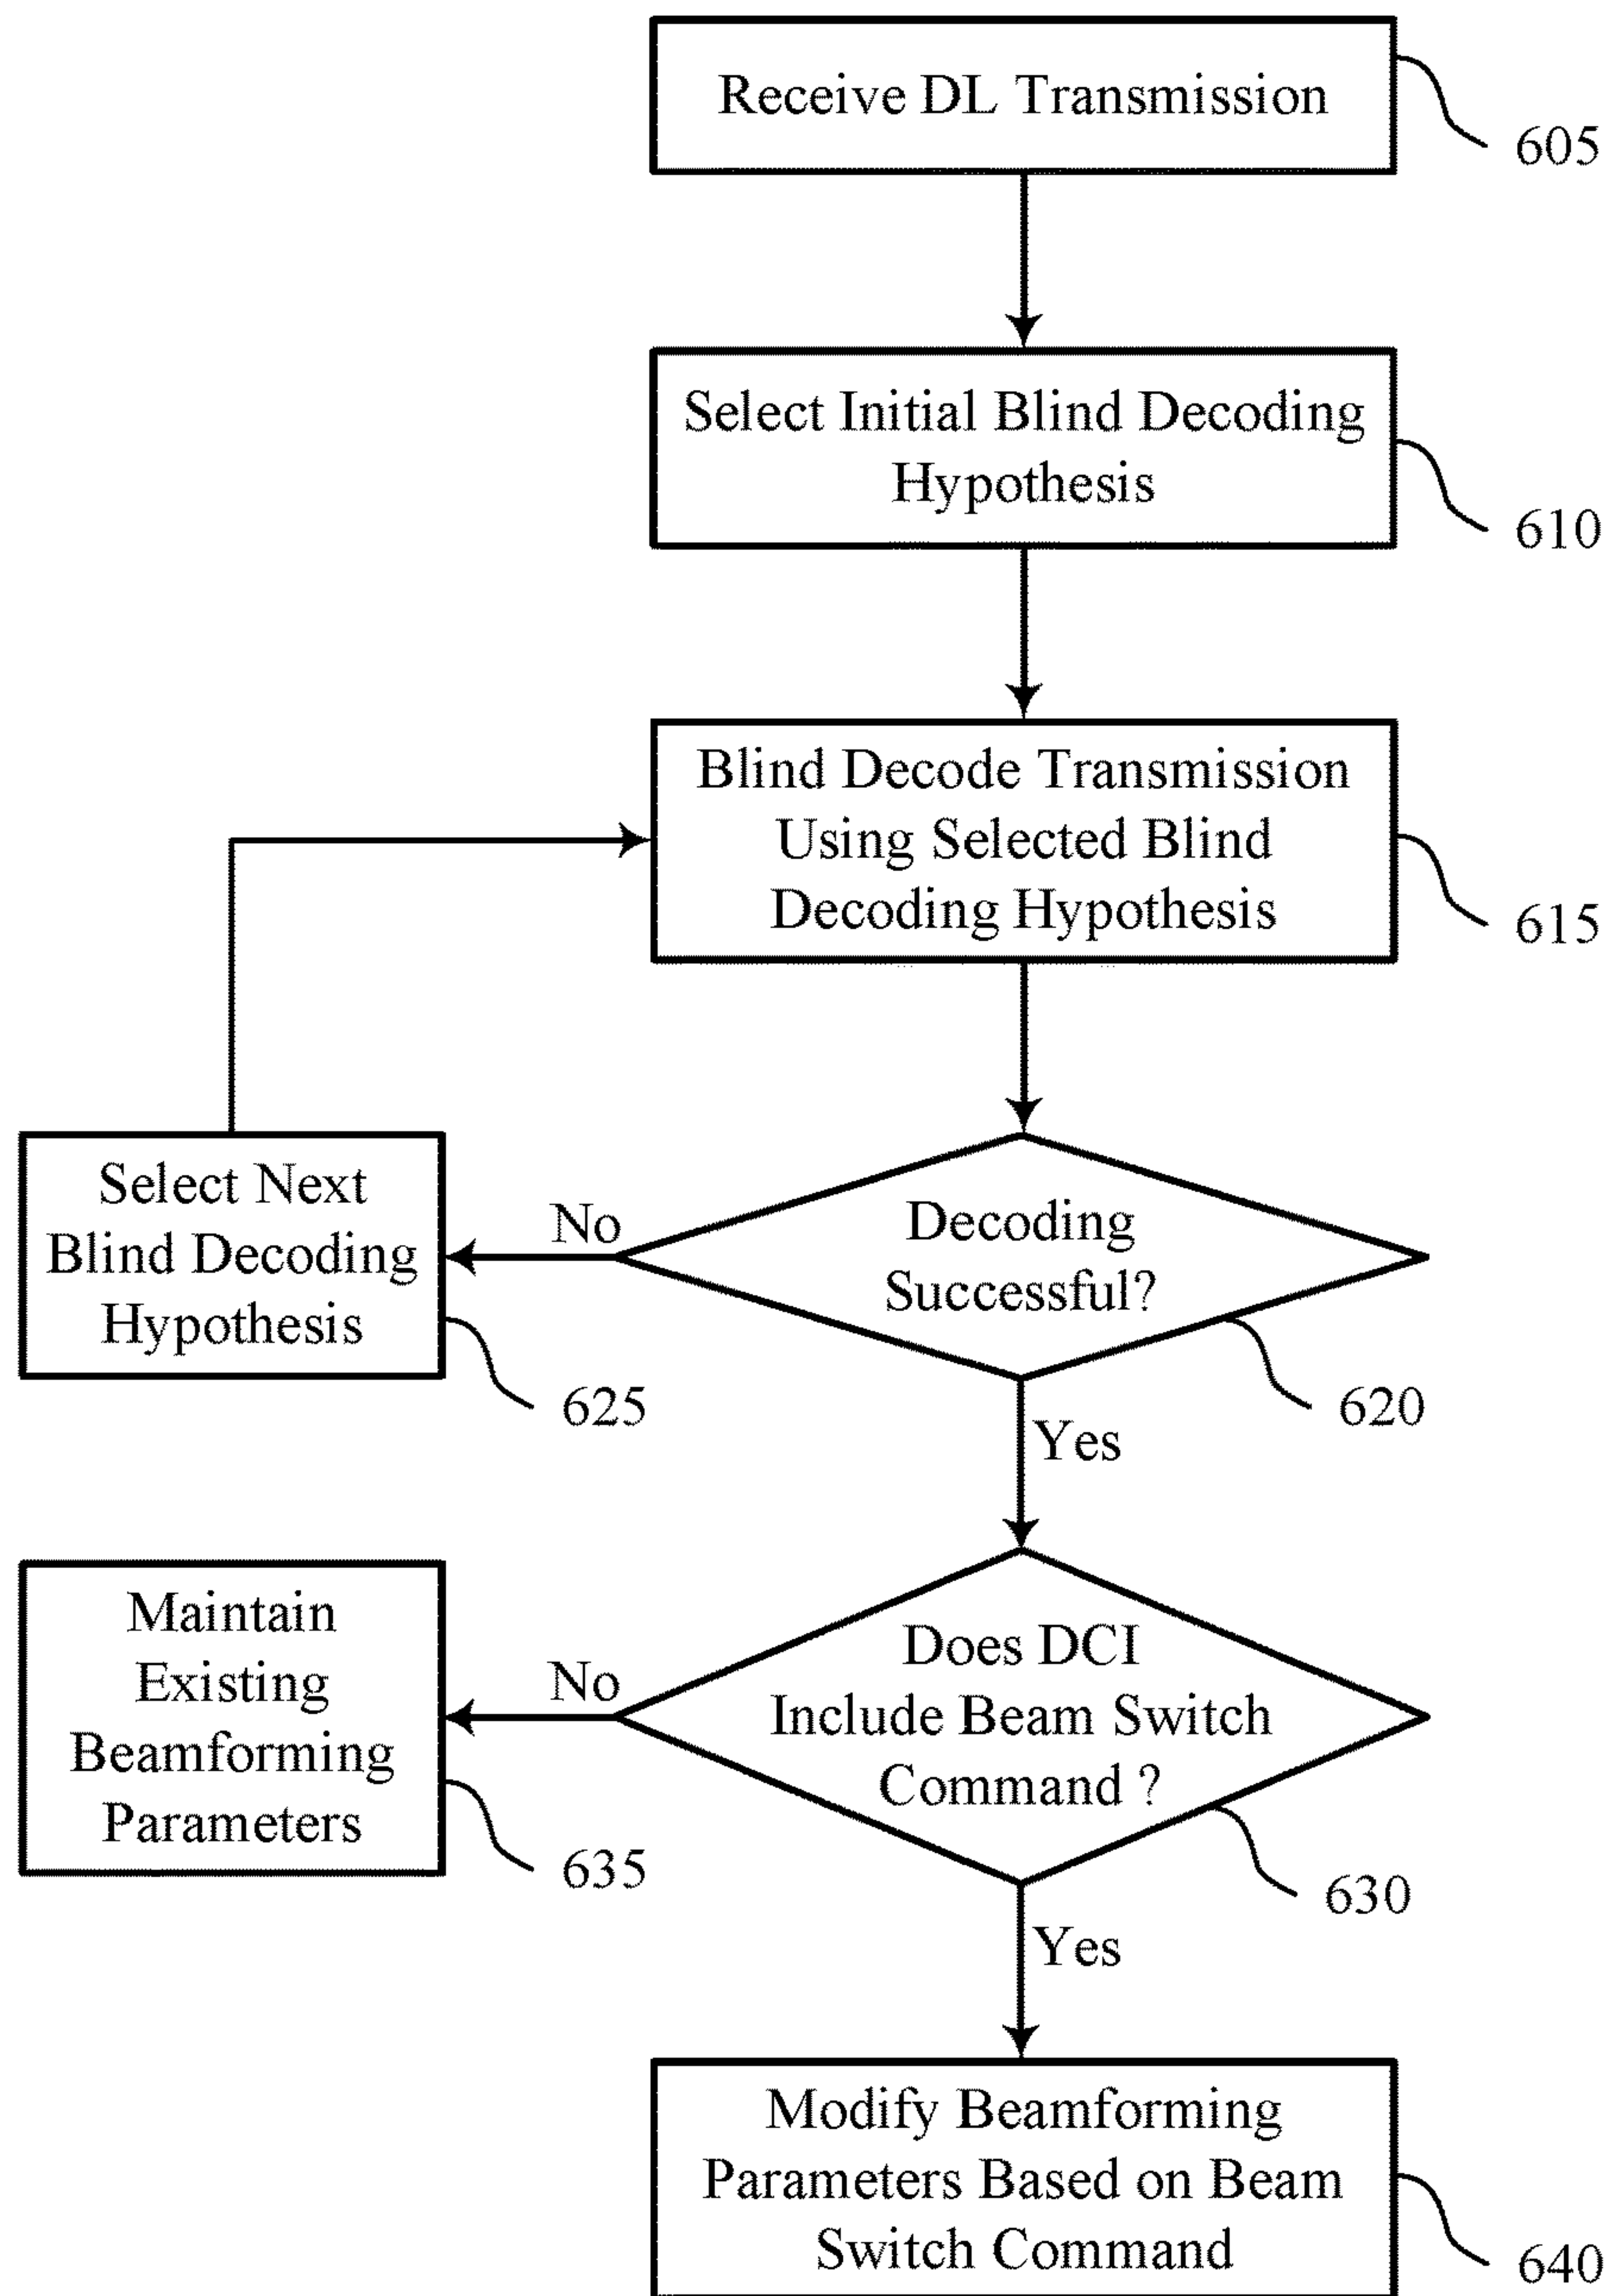 Receive DL Transmission
605
Select Initial Blind Decoding
Hypothesis
610
Blind Decode Transmission
Using Selected Blind
Decoding Hypothesis
615
Select Next
Blind Decoding
Hypothesis
625
No
Decoding
Successful?
620
Yes
Maintain
Existing
Beamforming
Parameters
635
No
Does DCI
Include Beam Switch
Command ?
630
Yes
Modify Beamforming
Parameters Based on Beam
Switch Command
640